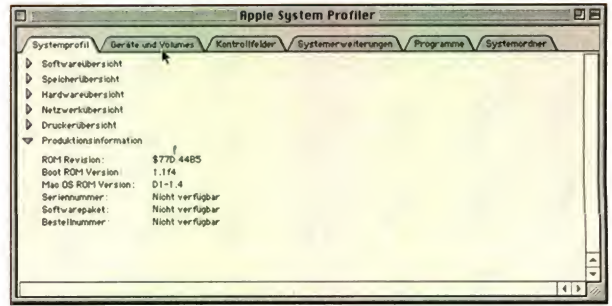 Apple System Profiler
Systemprofil Geräte und Volumes Kontrollfelder Systemerweiterungen Programme Systemordner
Softwareübersicht
Speicherübersicht
Hardwareübersicht
Netzwerkübersicht
Druckerübersicht
Produktionsinformation
ROM Revision: $77D.44B5
Boot ROM Version: 1.1f4
Mac OS ROM Version: D1-1.4
Seriennummer: Nicht verfügbar
Softwarepaket: Nicht verfügbar
Bestellnummer: Nicht verfügbar